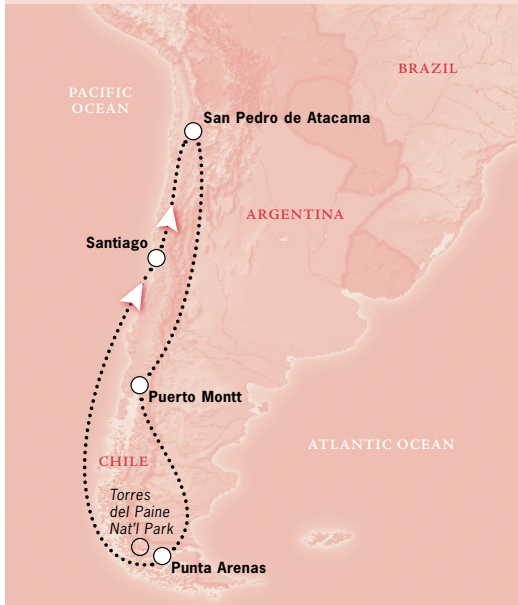 BRAZIL
PACIFIC
OCEAN
San Pedro de Atacama
ARGENTINA
Santiago
Puerto Montt
ATLANTIC OCEAN
CHILE
Torres
del Paine
Nat'l Park
Punta Arenas